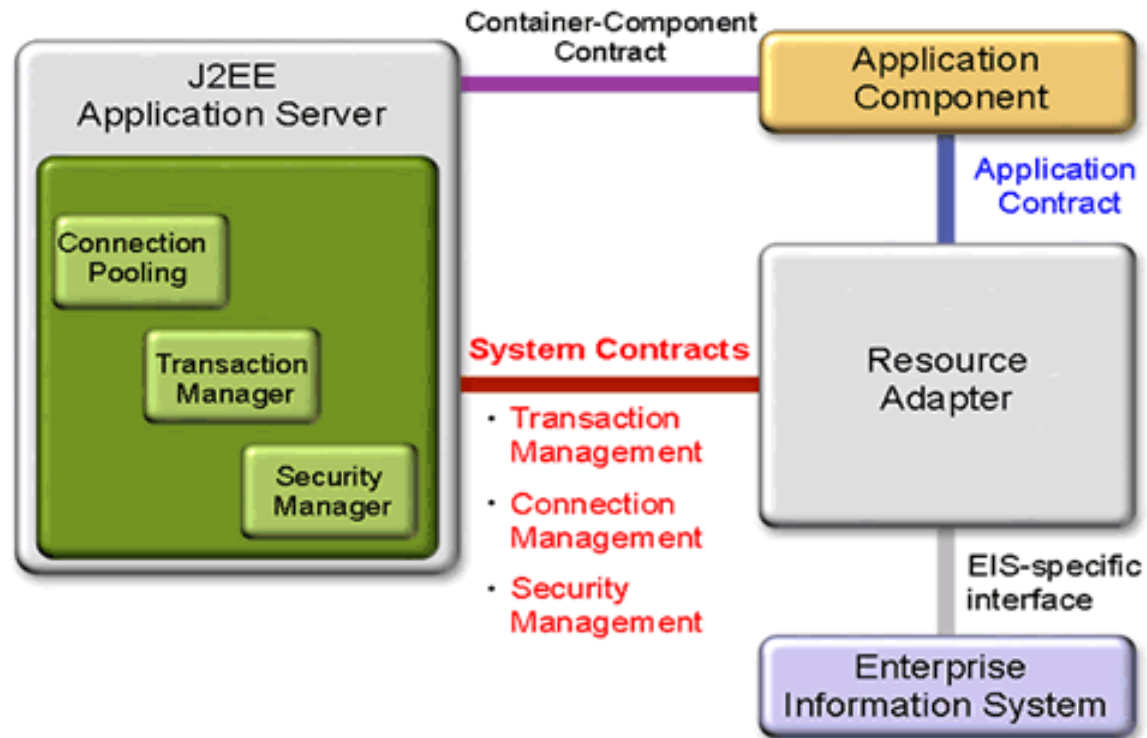 Container-Component
Contract
J2EE
Application Server
Application
Component
Connection
Pooling
Application
Contract
Transaction
Manager
System Contracts
Resource
Adapter
· Transaction
Management
Security
Manager
· Connection
Management
· Security
Management
EIS-specific
interface
Enterprise
Information System